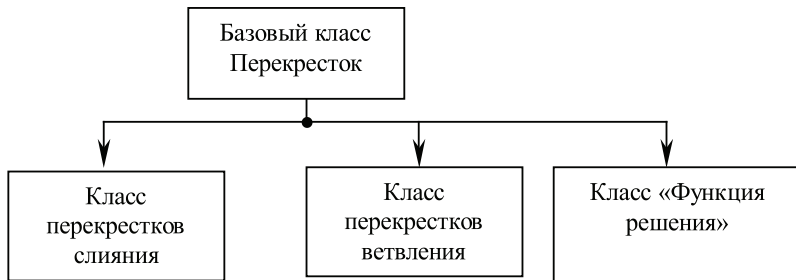 Базовый класс
Перекресток
Класс
перекрестков
слияния
Класс
перекрестков
ветвления
Класс «Функция
решения»